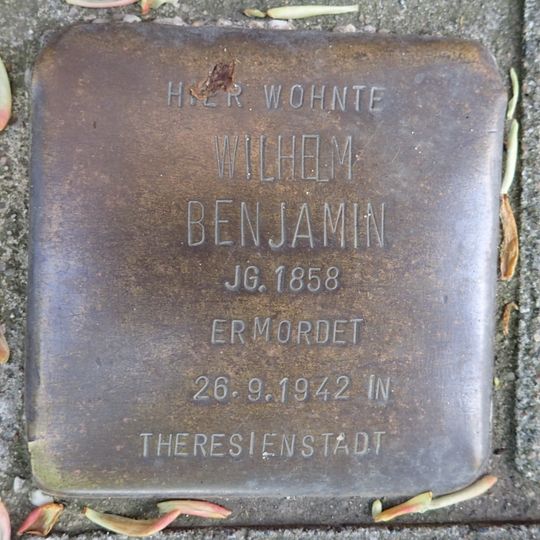 HIER WOHNTE
WILHELM
BENJAMIN
JG. 1858
ERMORDET
26.9.1942 IN
THERESIENSTADT